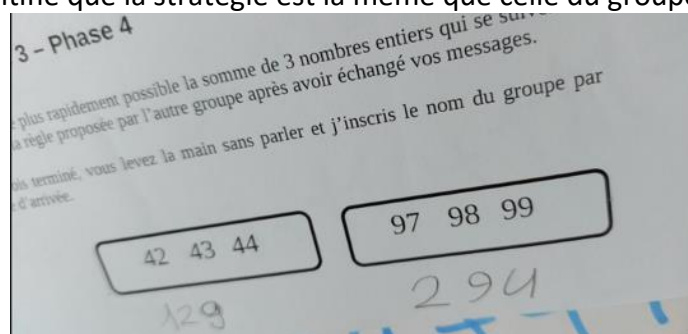 que la stratégie est la même que celle du groupe
3 – Phase 4
plus rapidement possible la somme de 3 nombres entiers qui se
la règle proposée par l'autre groupe après avoir échangé vos messages.
terminé, vous levez la main sans parler et j'inscris le nom du groupe par
d'arrivée.
42 43 44
97 98 99
129
294